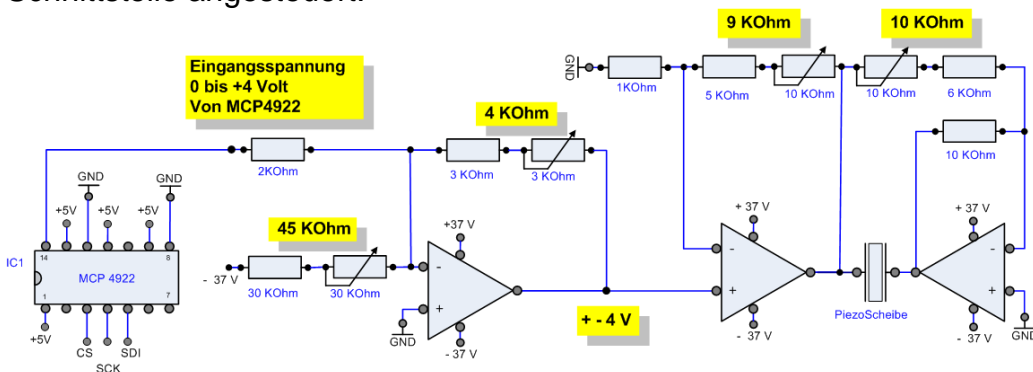 Schnittstelle angesteuert.
9 KOhm
10 KOhm
Eingangsspannung
0 bis +4 Volt
Von MCP4922
GND
1KOhm
5 KOhm
10 KOhm
10 KOhm
6 KOhm
4 KOhm
2KOhm
3 KOhm
3 KOhm
10 KOhm
GND
GND
+5V
+5V
+5V
45 KOhm
+37 V
+ 37 V
+ 37 V
IC1
14
8
MCP 4922
1
7
- 37 V
30 KOhm
30 KOhm
-
+
-
+
-
+
PiezoScheibe
GND
+ - 4 V
GND
+5V
CS
SDI
SCK
- 37 V
- 37 V
- 37 V